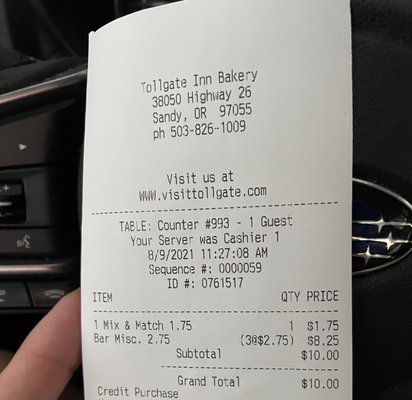 Tollgate Inn Bakery
38050 Highway 26
Sandy, OR 97055
ph 503-826-1009
Visit us at
WWW.visittollgate.com
TABLE: Counter #993 - 1 Guest
Your Server was Cashier 1
8/9/2021 11:27:08 AM
Sequence #: 0000059
ID #: 0761517
ITEM QTY PRICE
1 Mix & Match 1.75 1 $1.75
Bar Misc. 2.75 (3@$2.75) $8.25
Subtotal $10.00
Grand Total $10.00
Credit Purchase